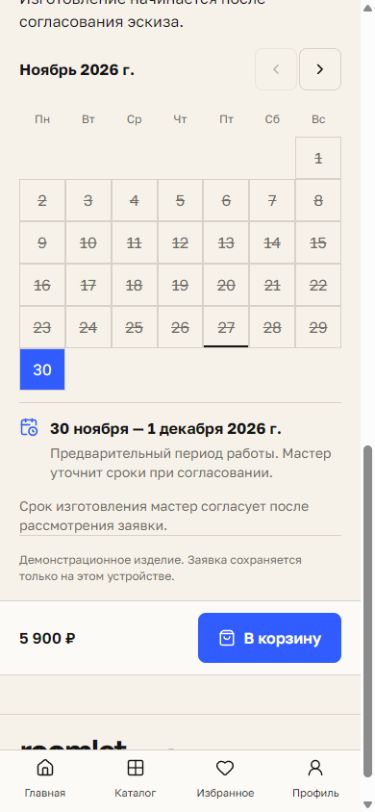 Изготовление начинается после
согласования эскиза.
Ноябрь 2026 г.
Пн Вт Ср Чт Пт Сб Вс
1
2 3 4 5 6 7 8
9 10 11 12 13 14 15
16 17 18 19 20 21 22
23 24 25 26 27 28 29
30
30 ноября — 1 декабря 2026 г.
Предварительный период работы. Мастер
уточнит сроки при согласовании.
Срок изготовления мастер согласует после
рассмотрения заявки.
Демонстрационное изделие. Заявка сохраняется
только на этом устройстве.
5 900 ₽ В корзину
Главная Каталог Избранное Профиль